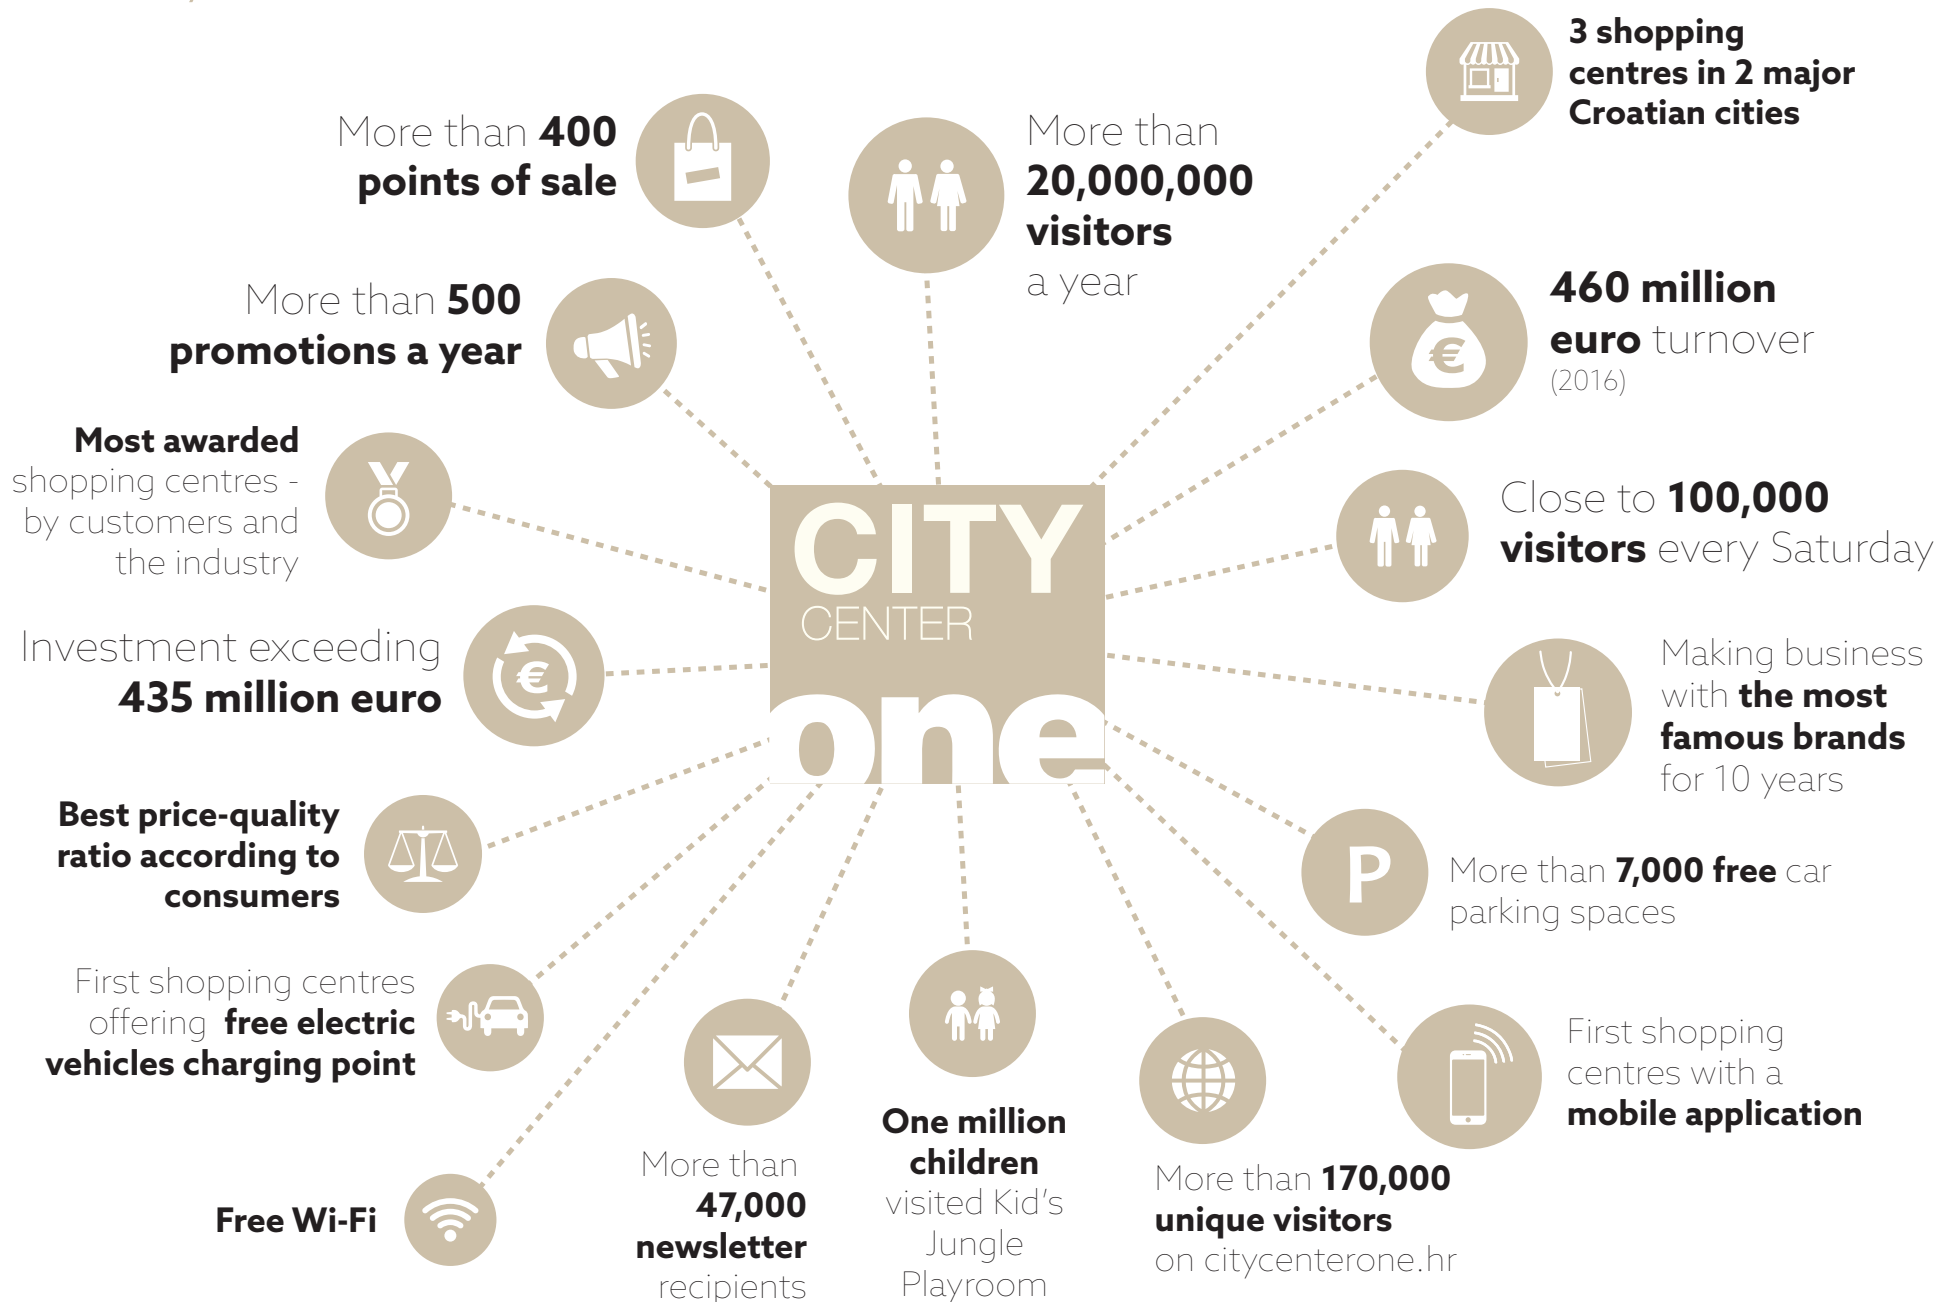 3 shopping
centres in 2 major
Croatian cities
More than 400
points of sale
More than
20,000,000
visitors
a year
More than 500
promotions a year
460 million
euro turnover
(2016)
Most awarded
shopping centres -
by customers and
the industry
CITY
CENTER
one
Close to 100,000
visitors every Saturday
Investment exceeding
435 million euro
Making business
with the most
famous brands
for 10 years
Best price-quality
ratio according to
consumers
P
More than 7,000 free car
parking spaces
First shopping centres
offering free electric
vehicles charging point
First shopping
centres with a
mobile application
Free Wi-Fi
More than
47,000
newsletter
recipients
One million
children
visited Kid's
Jungle
Playroom
More than 170,000
unique visitors
on citycenterone.hr